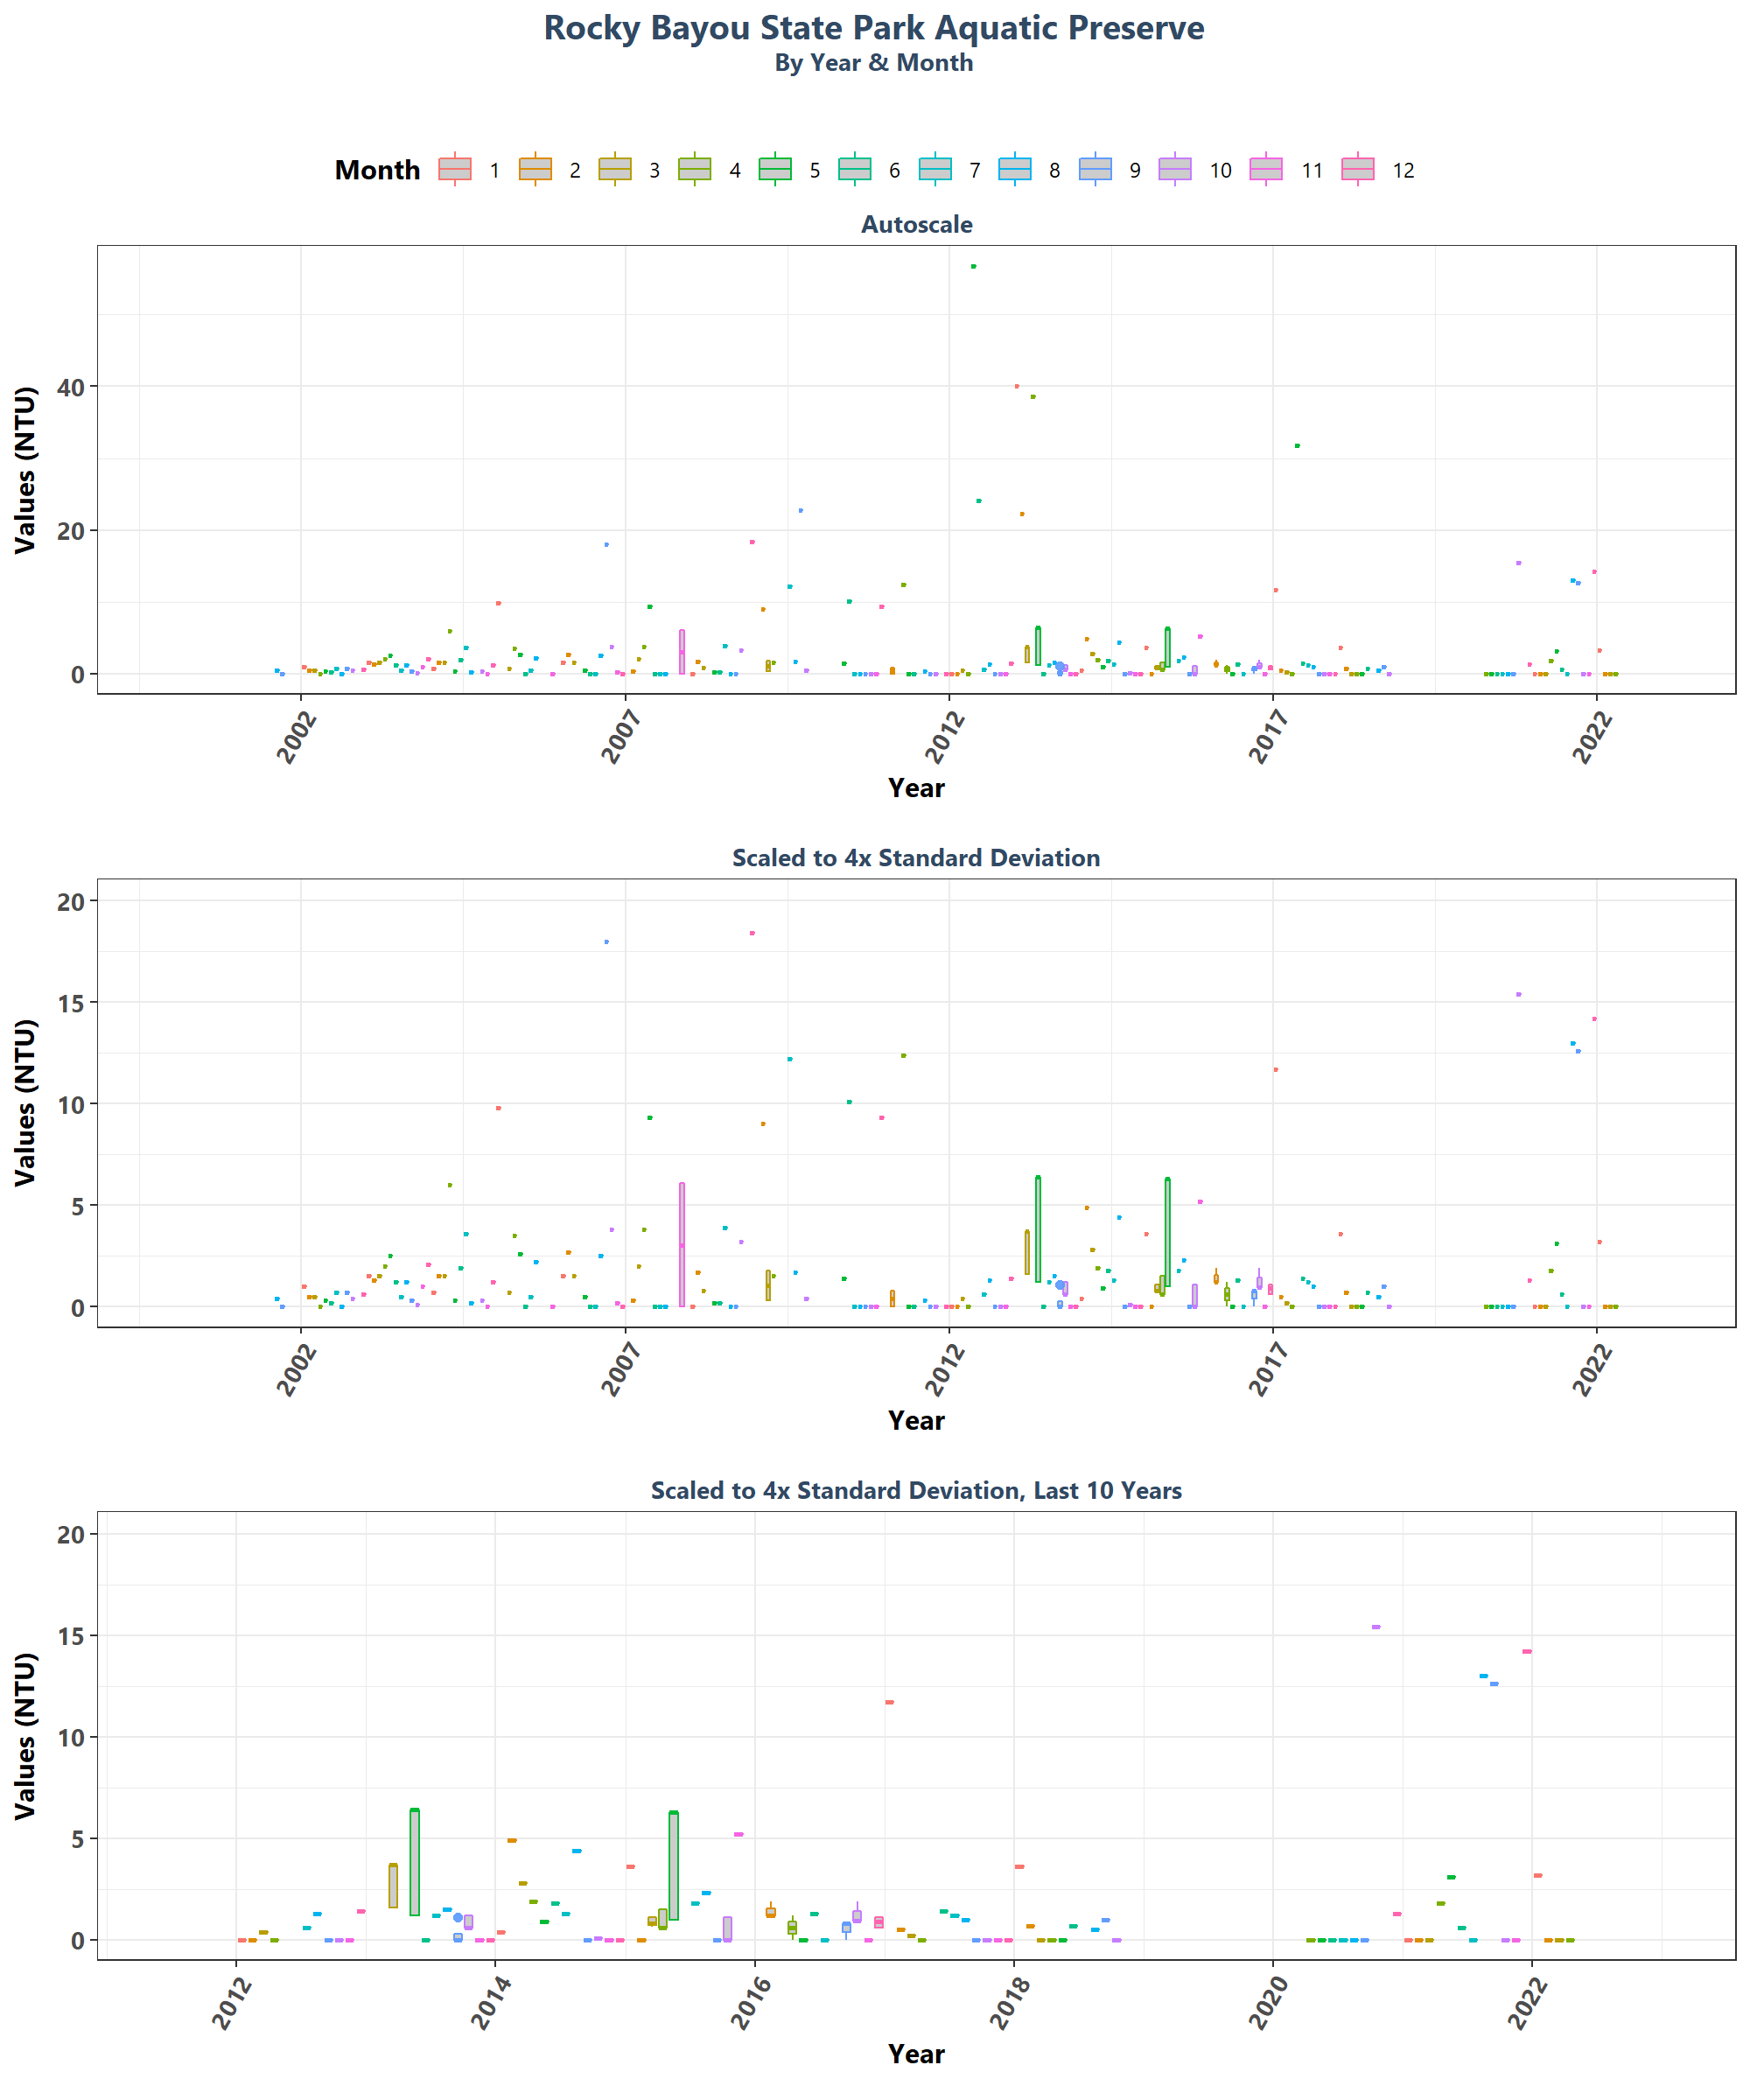 Rocky Bayou State Park Aquatic Preserve
By Year & Month
Month 1 2 3 4 5 6 7 8 9 10 11 12
Autoscale
Values (NTU)
40
20
0
2002 2007 2012 2017 2022
Year
Scaled to 4x Standard Deviation
Values (NTU)
20
15
10
5
0
2002 2007 2012 2017 2022
Year
Scaled to 4x Standard Deviation, Last 10 Years
Values (NTU)
20
15
10
5
0
2012 2014 2016 2018 2020 2022
Year